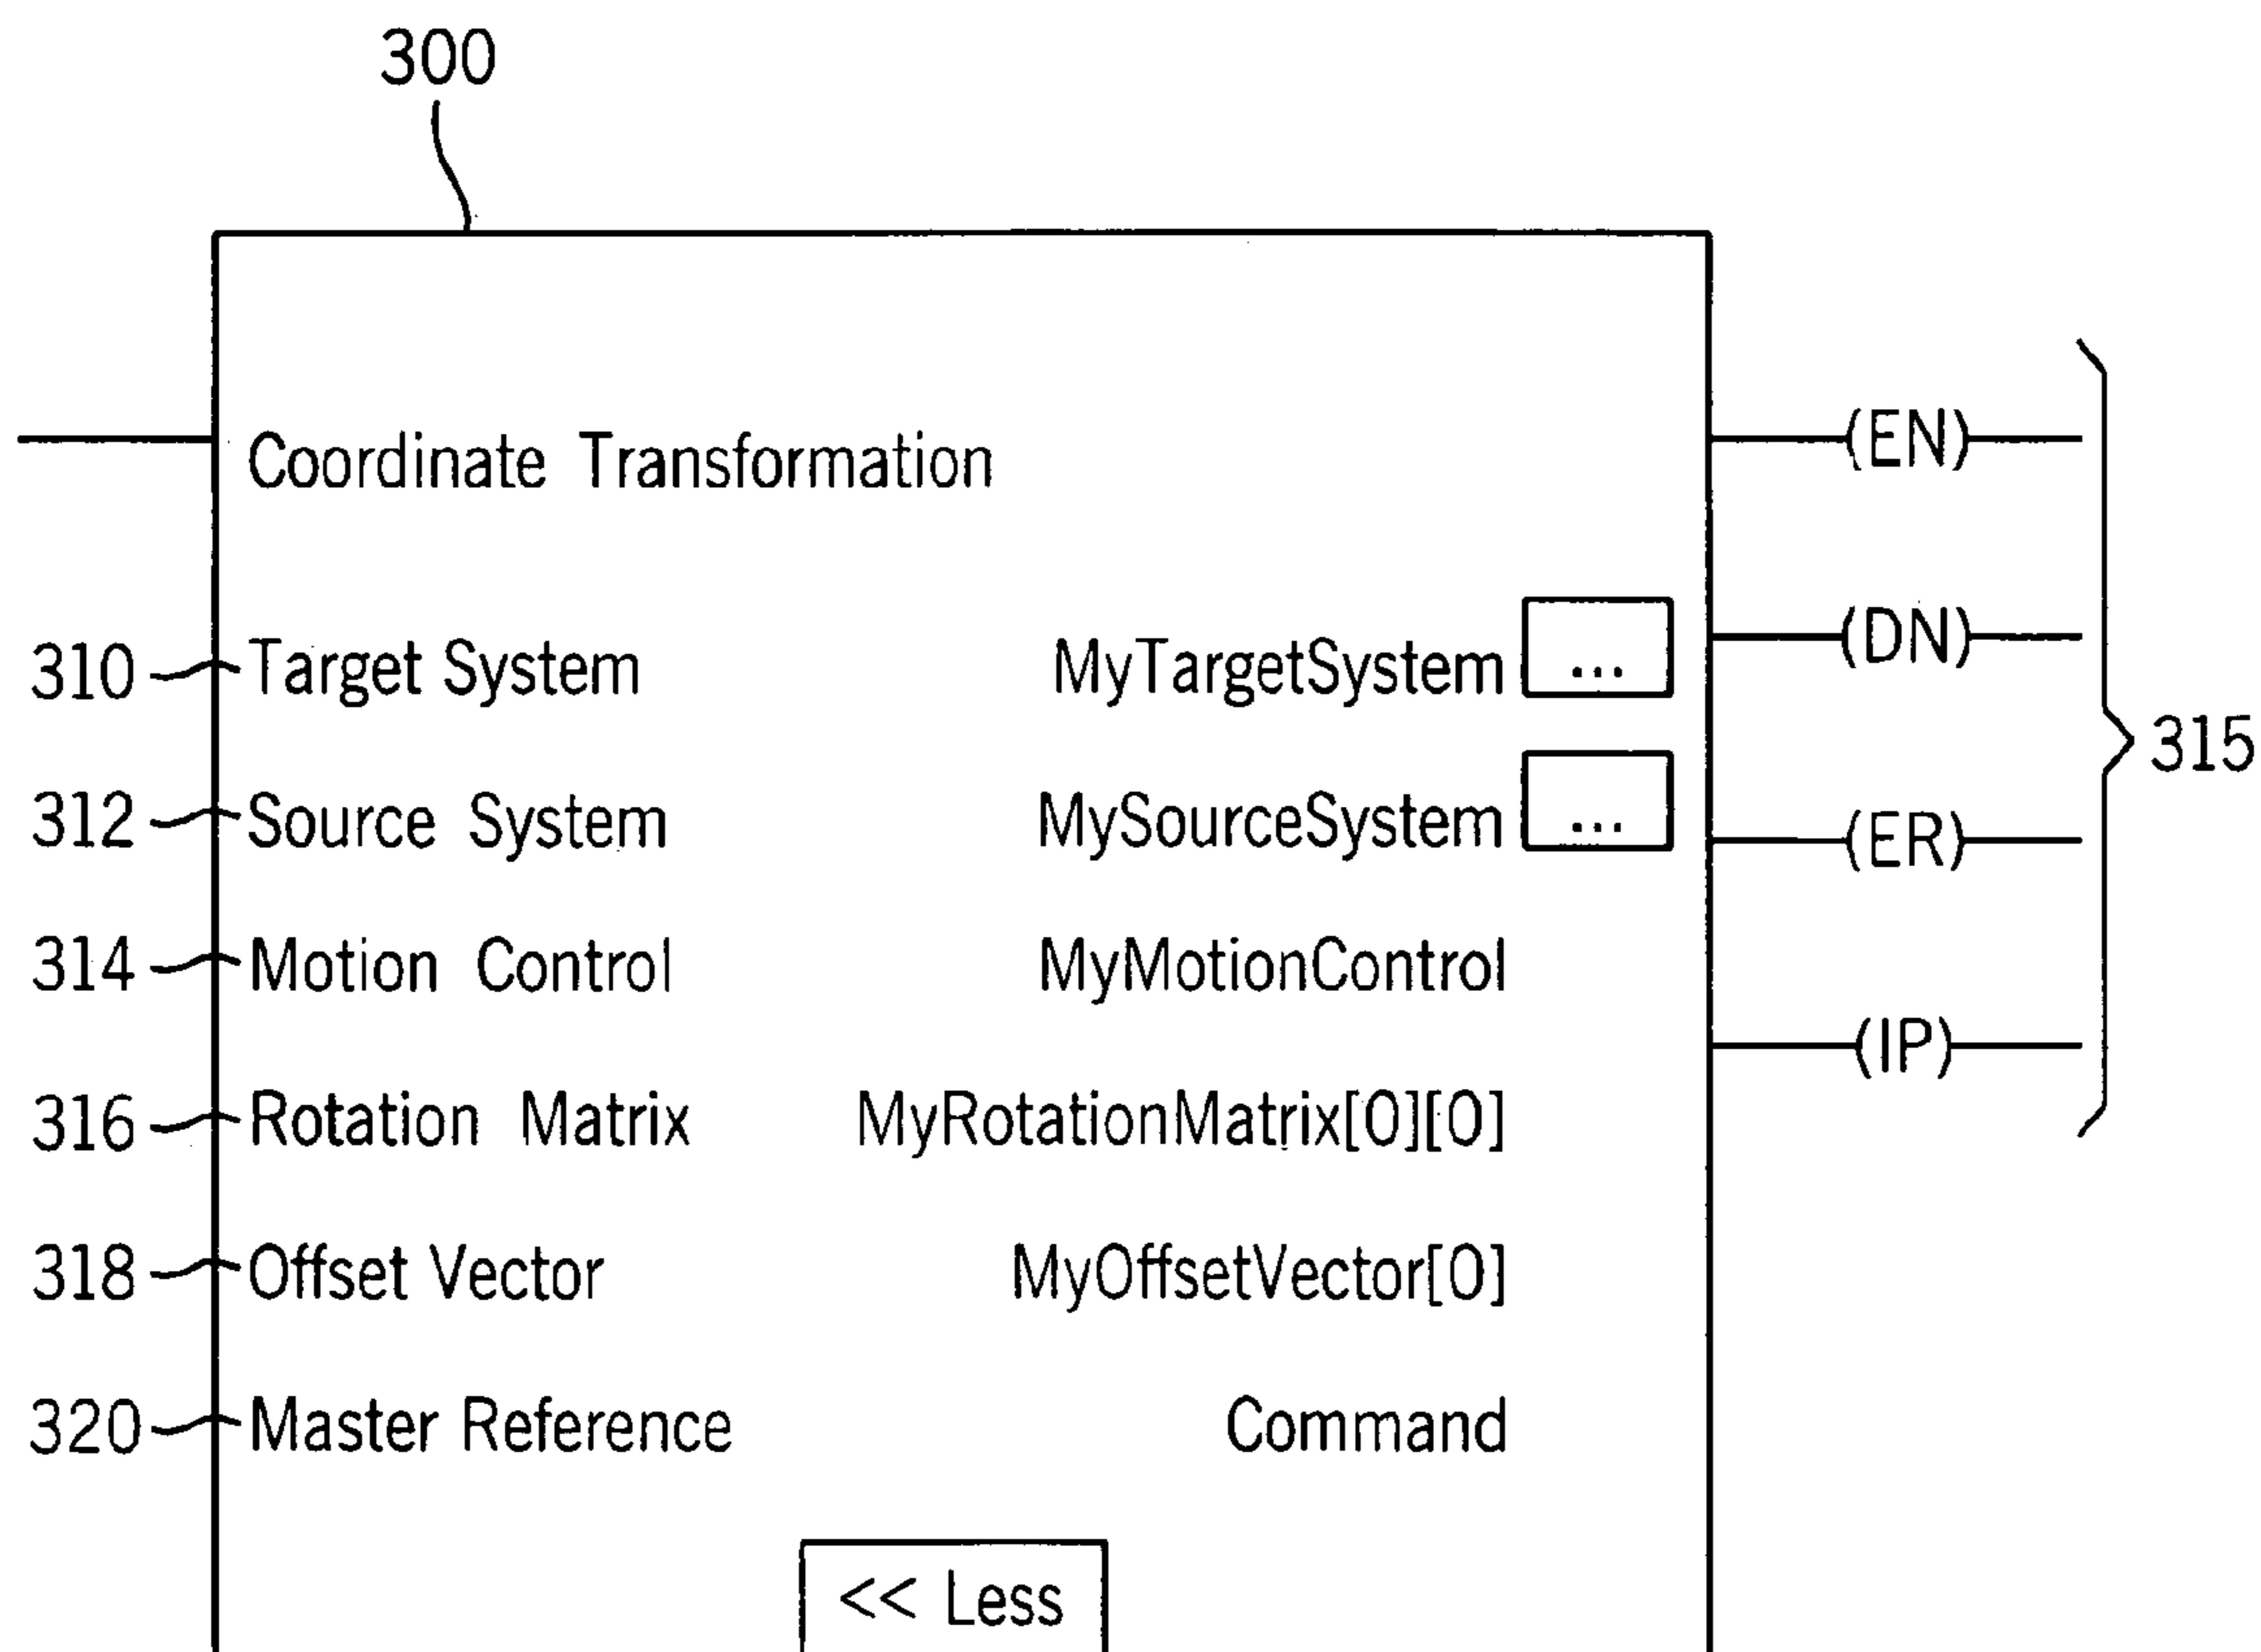 300
Coordinate Transformation (EN)
(DN)
310 Target System MyTargetSystem ...
315
312 Source System MySourceSystem ... (ER)
314 Motion Control MyMotionControl
(IP)
316 Rotation Matrix MyRotationMatrix[0][0]
318 Offset Vector MyOffsetVector[0]
320 Master Reference Command
<< Less